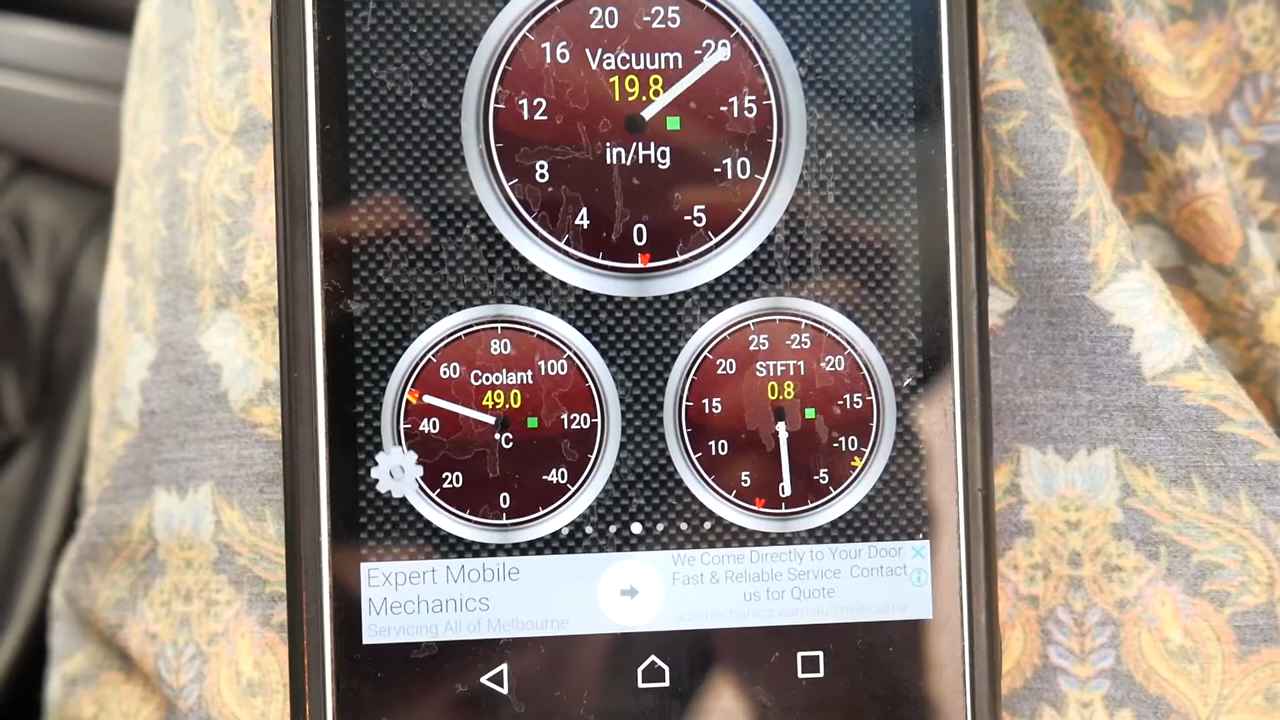 20 -25
16 Vacuum -20
19.8
12 -15
in/Hg
8 -10
4 -5
0
80
60 100
Coolant
49.0
40 120
°C
20 -40
0
25 -25
20 STFT1 -20
0.8
15 -15
10 -10
5 -5
0
Expert Mobile
Mechanics
Servicing All of Melbourne
We Come Directly to Your Door
Fast & Reliable Service Contact
us for Quote.